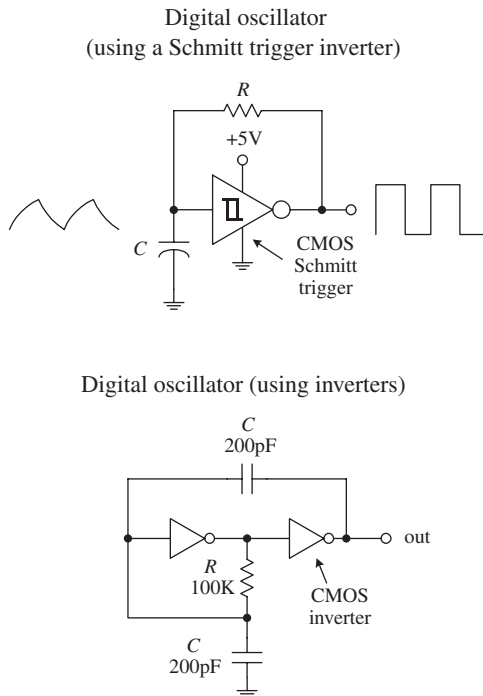 Digital oscillator
(using a Schmitt trigger inverter)
R
+5V
C
CMOS
Schmitt
trigger
Digital oscillator (using inverters)
C
200pF
out
R
100K
CMOS
inverter
C
200pF